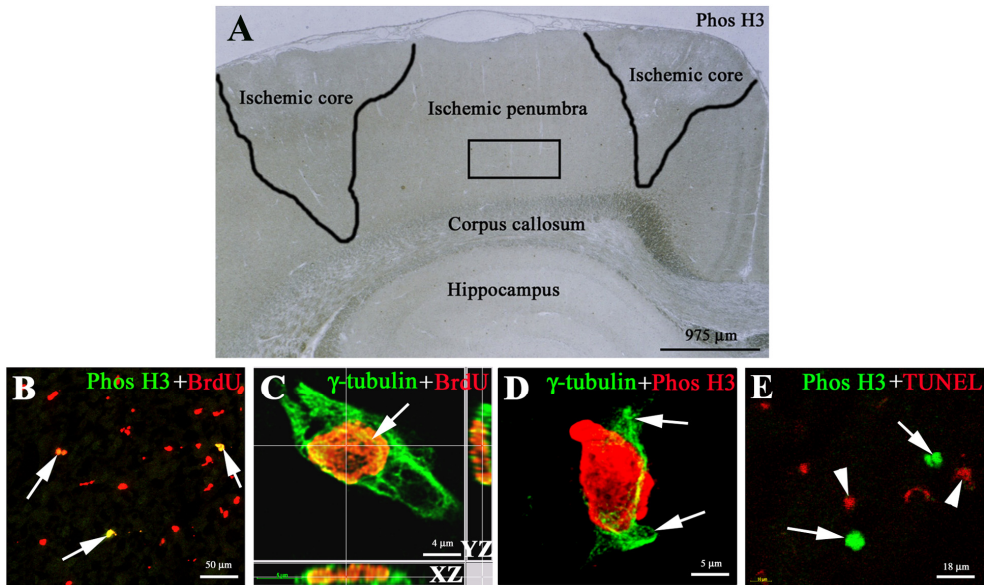 A
Phos H3
Ischemic core
Ischemic core
Ischemic penumbra
Corpus callosum
Hippocampus
975 µm
B
Phos H3+BrdU
50 µm
C
γ-tubulin+BrdU
4 µm
YZ
XZ
D
γ-tubulin+Phos H3
5 µm
E
Phos H3+TUNEL
18 µm